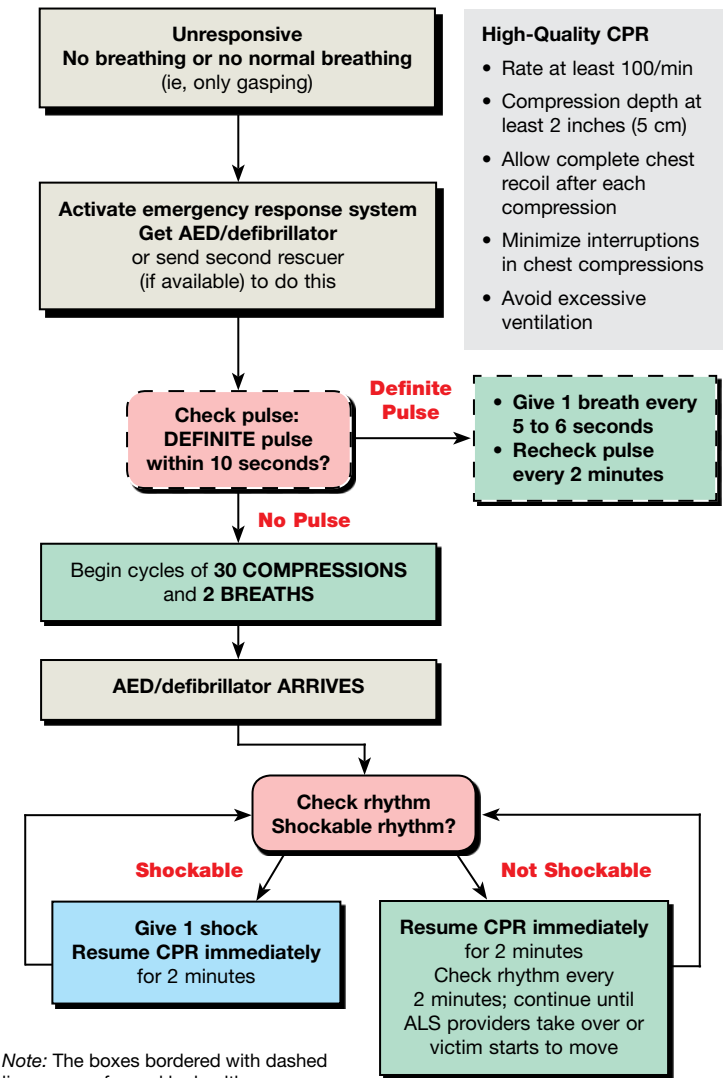 Unresponsive
No breathing or no normal breathing
(ie, only gasping)
High-Quality CPR
• Rate at least 100/min
• Compression depth at
least 2 inches (5 cm)
• Allow complete chest
recoil after each
compression
• Minimize interruptions
in chest compressions
• Avoid excessive
ventilation
Activate emergency response system
Get AED/defibrillator
or send second rescuer
(if available) to do this
Check pulse:
DEFINITE pulse
within 10 seconds?
Definite
Pulse
• Give 1 breath every
5 to 6 seconds
• Recheck pulse
every 2 minutes
No Pulse
Begin cycles of 30 COMPRESSIONS
and 2 BREATHS
AED/defibrillator ARRIVES
Check rhythm
Shockable rhythm?
Shockable
Not Shockable
Give 1 shock
Resume CPR immediately
for 2 minutes
Resume CPR immediately
for 2 minutes
Check rhythm every
2 minutes; continue until
ALS providers take over or
victim starts to move
Note: The boxes bordered with dashed